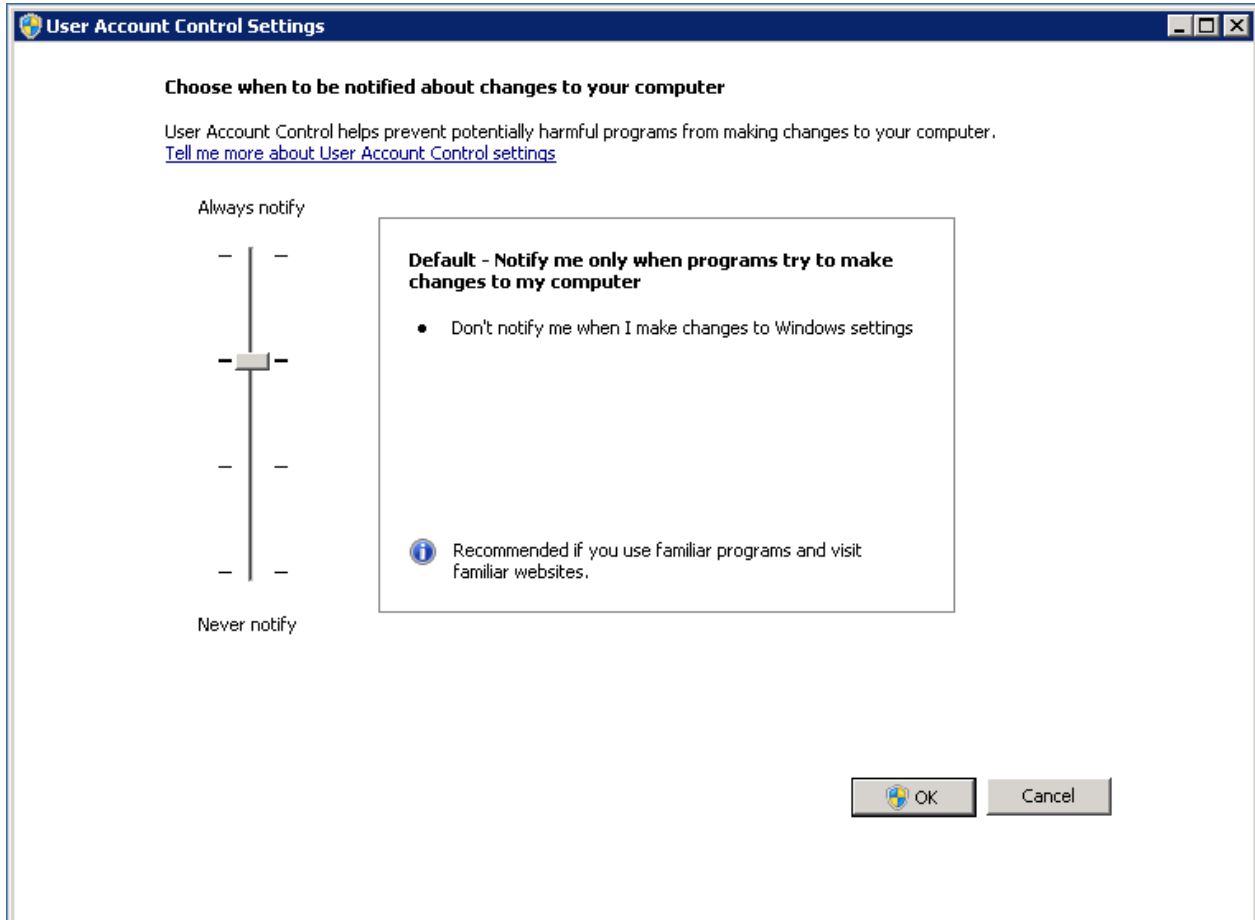 User Account Control Settings
Choose when to be notified about changes to your computer
User Account Control helps prevent potentially harmful programs from making changes to your computer.
Tell me more about User Account Control settings
Always notify
Default - Notify me only when programs try to make
changes to my computer
• Don't notify me when I make changes to Windows settings
Recommended if you use familiar programs and visit
familiar websites.
Never notify
OK
Cancel